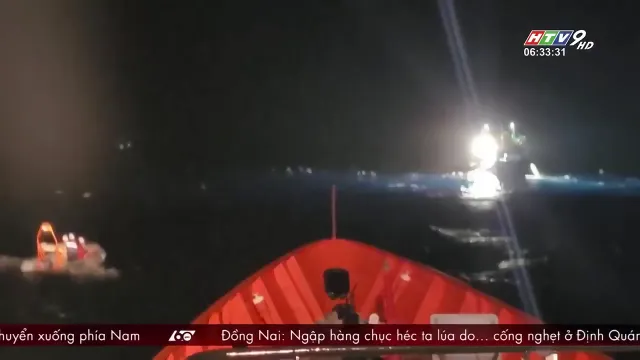 HTV9 HD
06:33:31
chuyển xuống phía Nam 60 Đồng Nai: Ngập hàng chục héc ta lúa do... cống nghẹt ở Định Quán